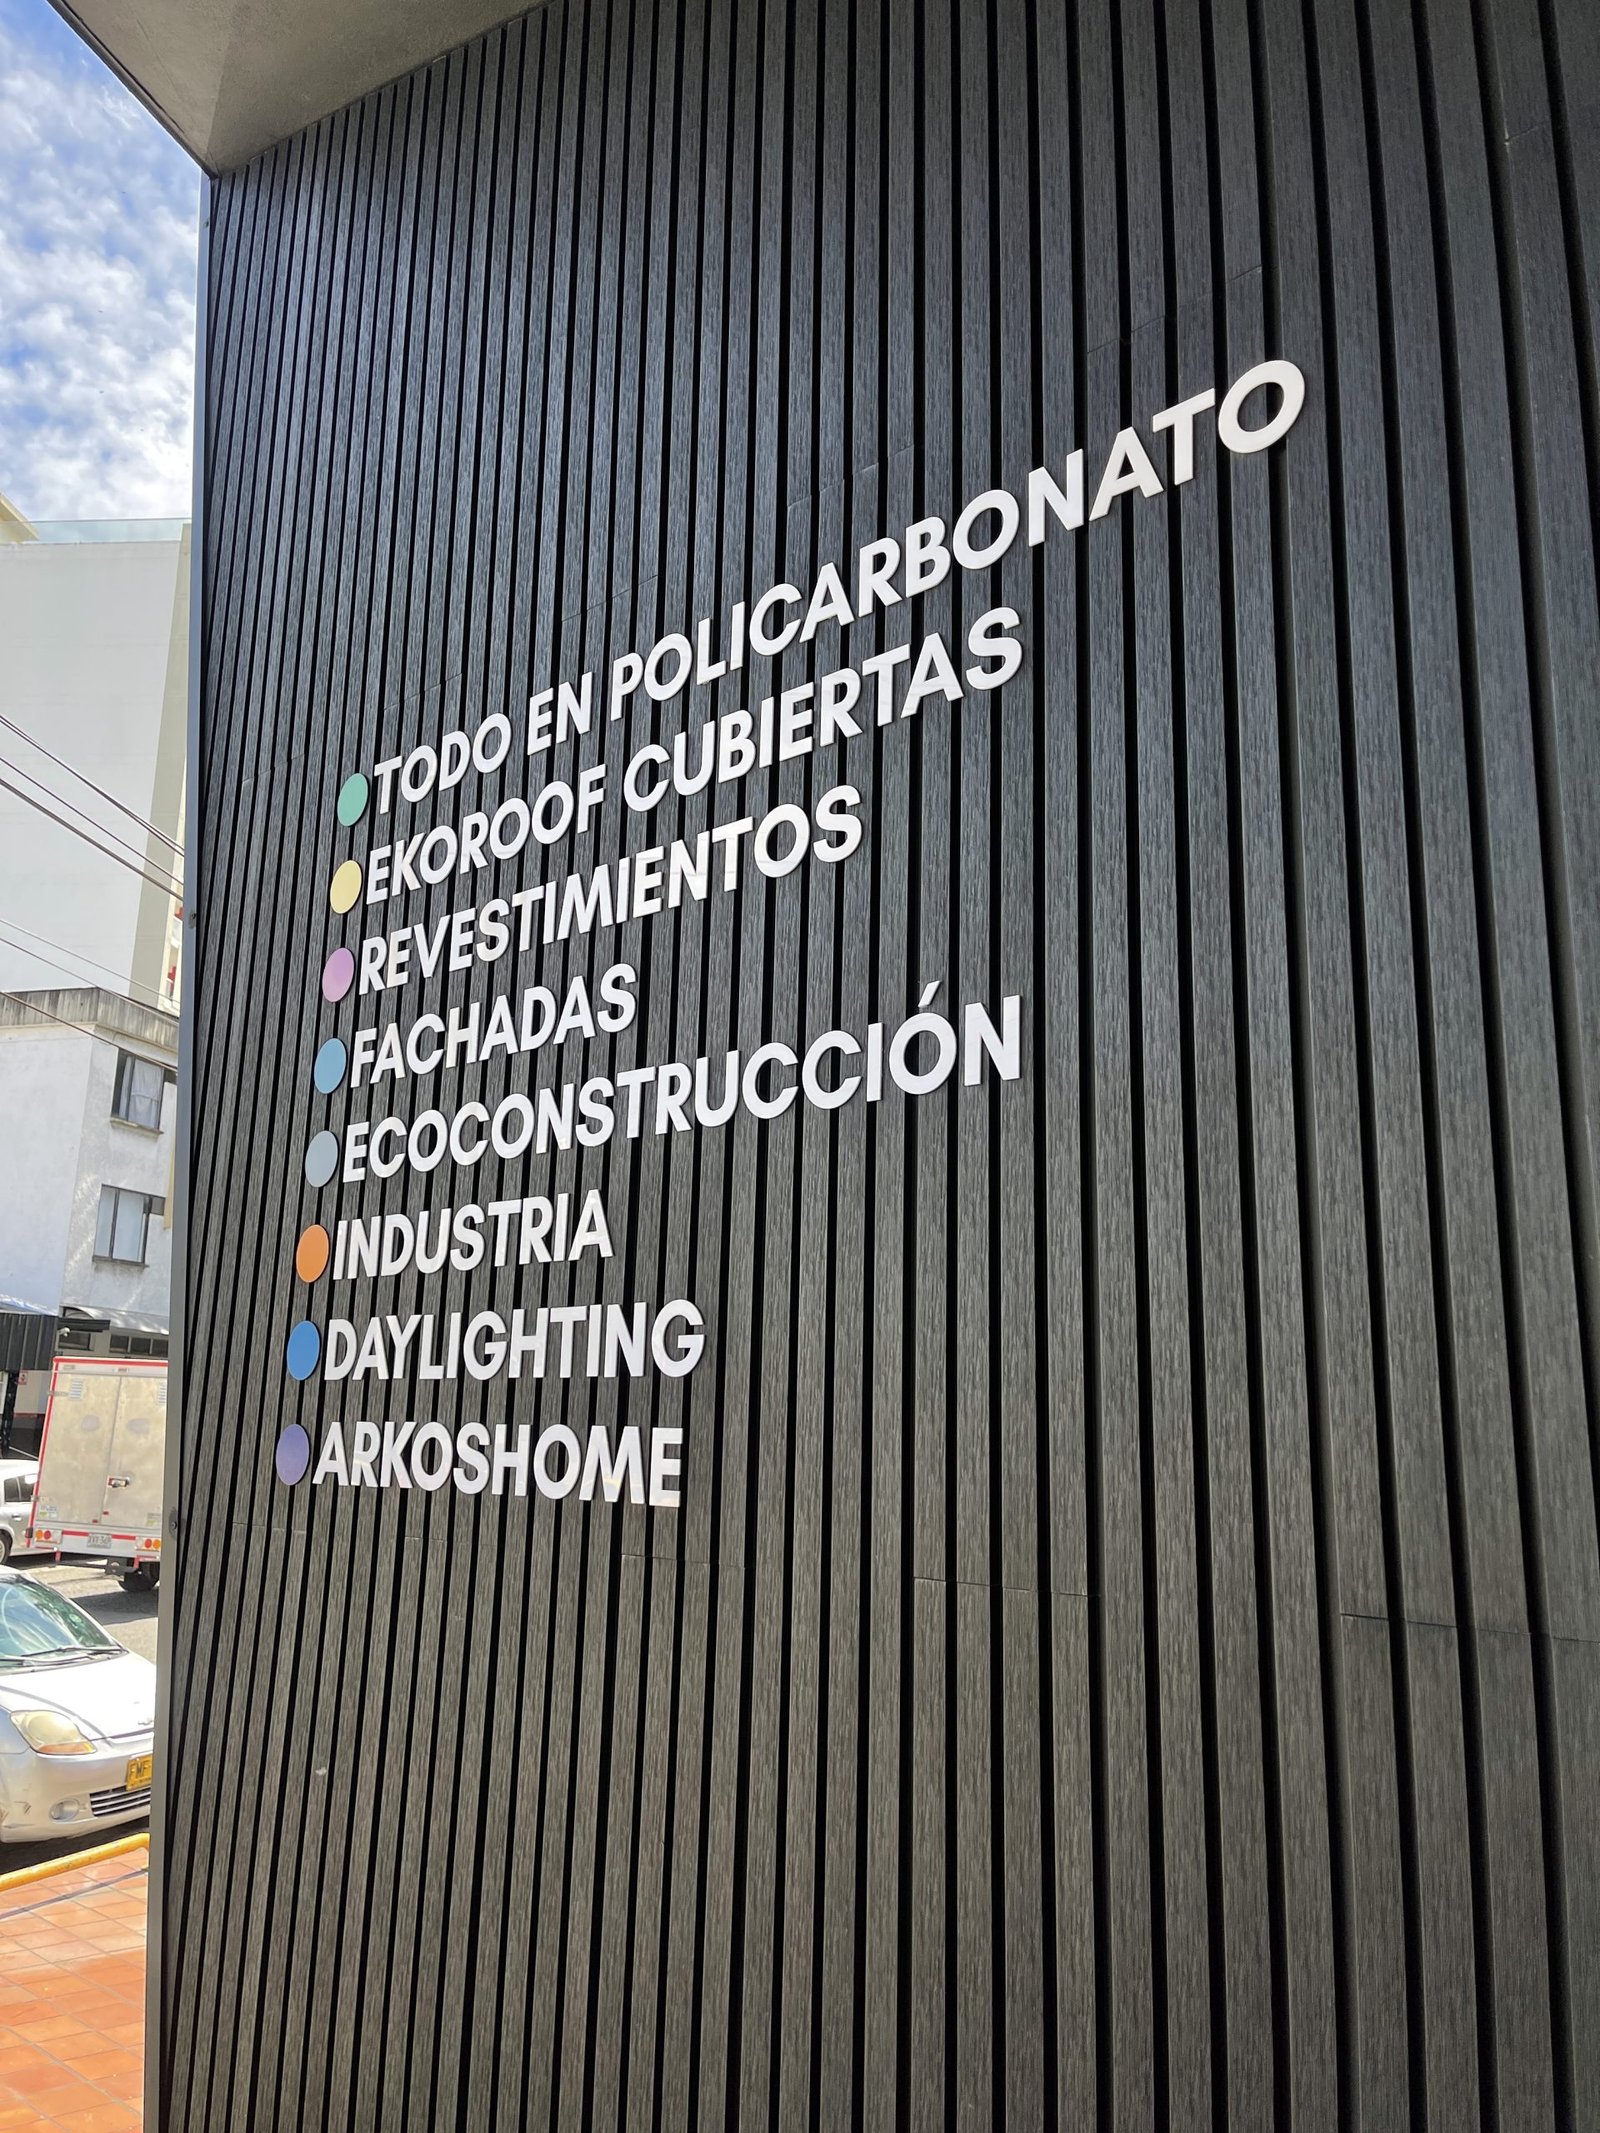 TODO EN POLICARBONATO
EKOROOF CUBIERTAS
REVESTIMIENTOS
FACHADAS
ECOCONSTRUCCIÓN
INDUSTRIA
DAYLIGHTING
ARKOSHOME